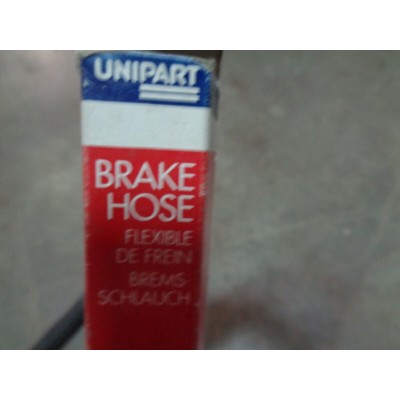 UNIPART
BRAKE
HOSE
FLEXIBLE
DE FREIN
BREMS-
SCHLAUCH